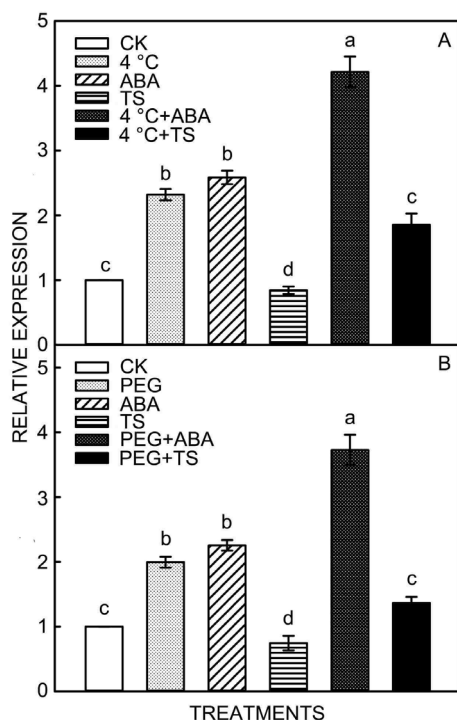 RELATIVE EXPRESSION
A
5
4
3
2
1
0
CK
4 °C
ABA
TS
4 °C+ABA
4 °C+TS
c
b
b
d
a
c
B
5
4
3
2
1
0
CK
PEG
ABA
TS
PEG+ABA
PEG+TS
c
b
b
d
a
c
TREATMENTS